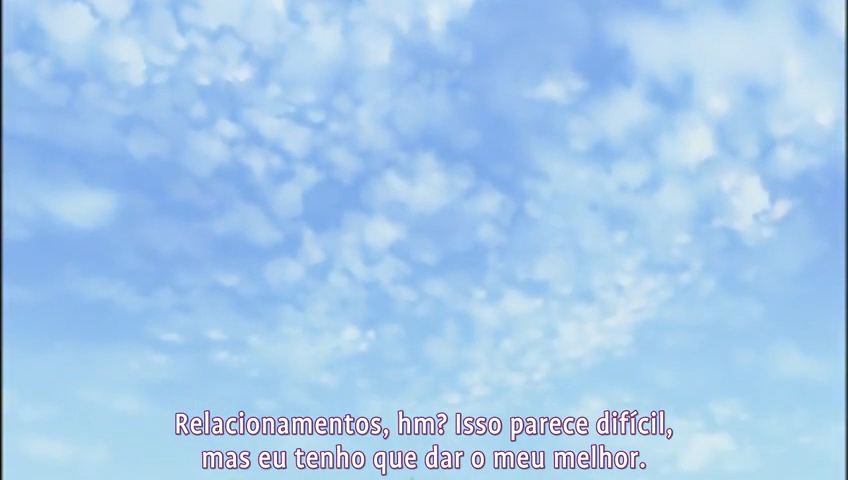 Relacionamentos, hm? Isso parece difícil,
mas eu tenho que dar o meu melhor.